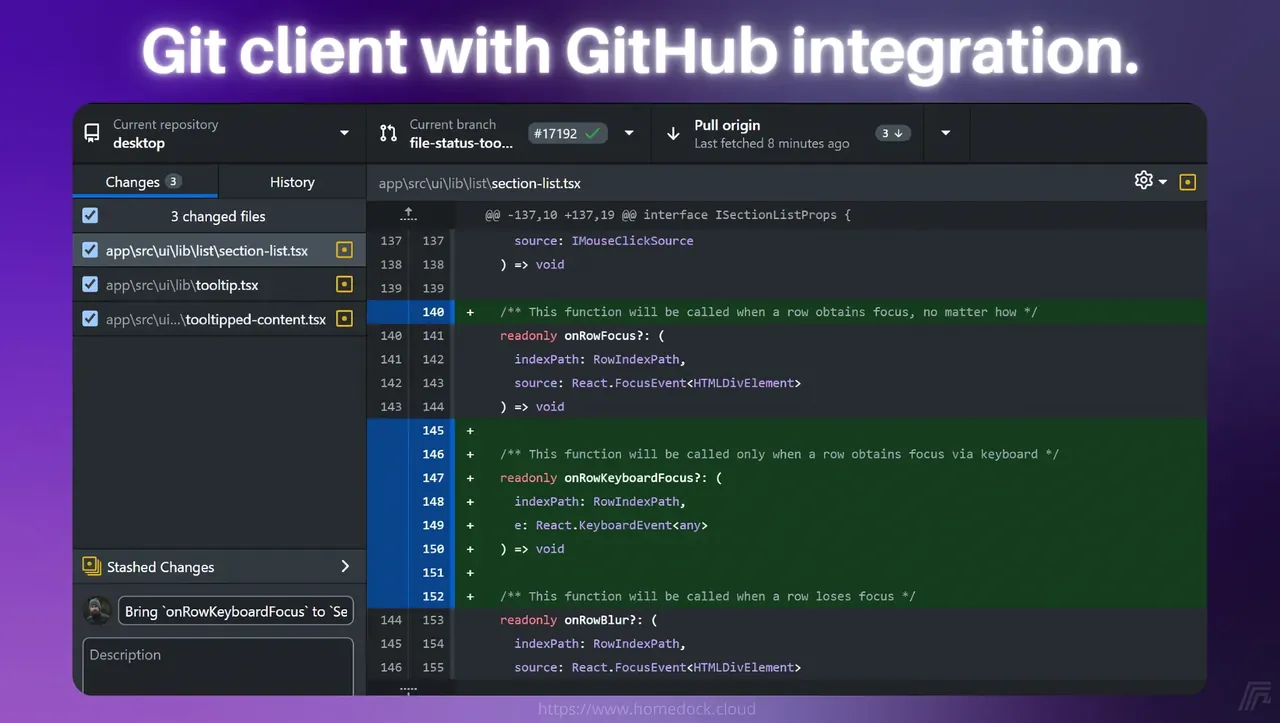 Git client with GitHub integration.
Current repository
desktop
Current branch
file-status-too...
#17192
Pull origin
Last fetched 8 minutes ago
3
Changes 3
History
3 changed files
app\src\ui\lib\list\section-list.tsx
app\src\ui\lib\tooltip.tsx
app\src\ui...\tooltipped-content.tsx
Stashed Changes
Bring `onRowKeyboardFocus` to `Se
Description
app\src\ui\lib\list\section-list.tsx
@@ -137,10 +137,19 @@ interface ISectionListProps {
137 137 source: IMouseClickSource
138 138 ) => void
139 139
140 + /** This function will be called when a row obtains focus, no matter how */
140 141 readonly onRowFocus?: (
141 142 indexPath: RowIndexPath,
142 143 source: React.FocusEvent<HTMLDivElement>
143 144 ) => void
145 +
146 + /** This function will be called only when a row obtains focus via keyboard */
147 + readonly onRowKeyboardFocus?: (
148 + indexPath: RowIndexPath,
149 + e: React.KeyboardEvent<any>
150 + ) => void
151 +
152 + /** This function will be called when a row loses focus */
144 153 readonly onRowBlur?: (
145 154 indexPath: RowIndexPath,
146 155 source: React.FocusEvent<HTMLDivElement>
https://www.homedock.cloud